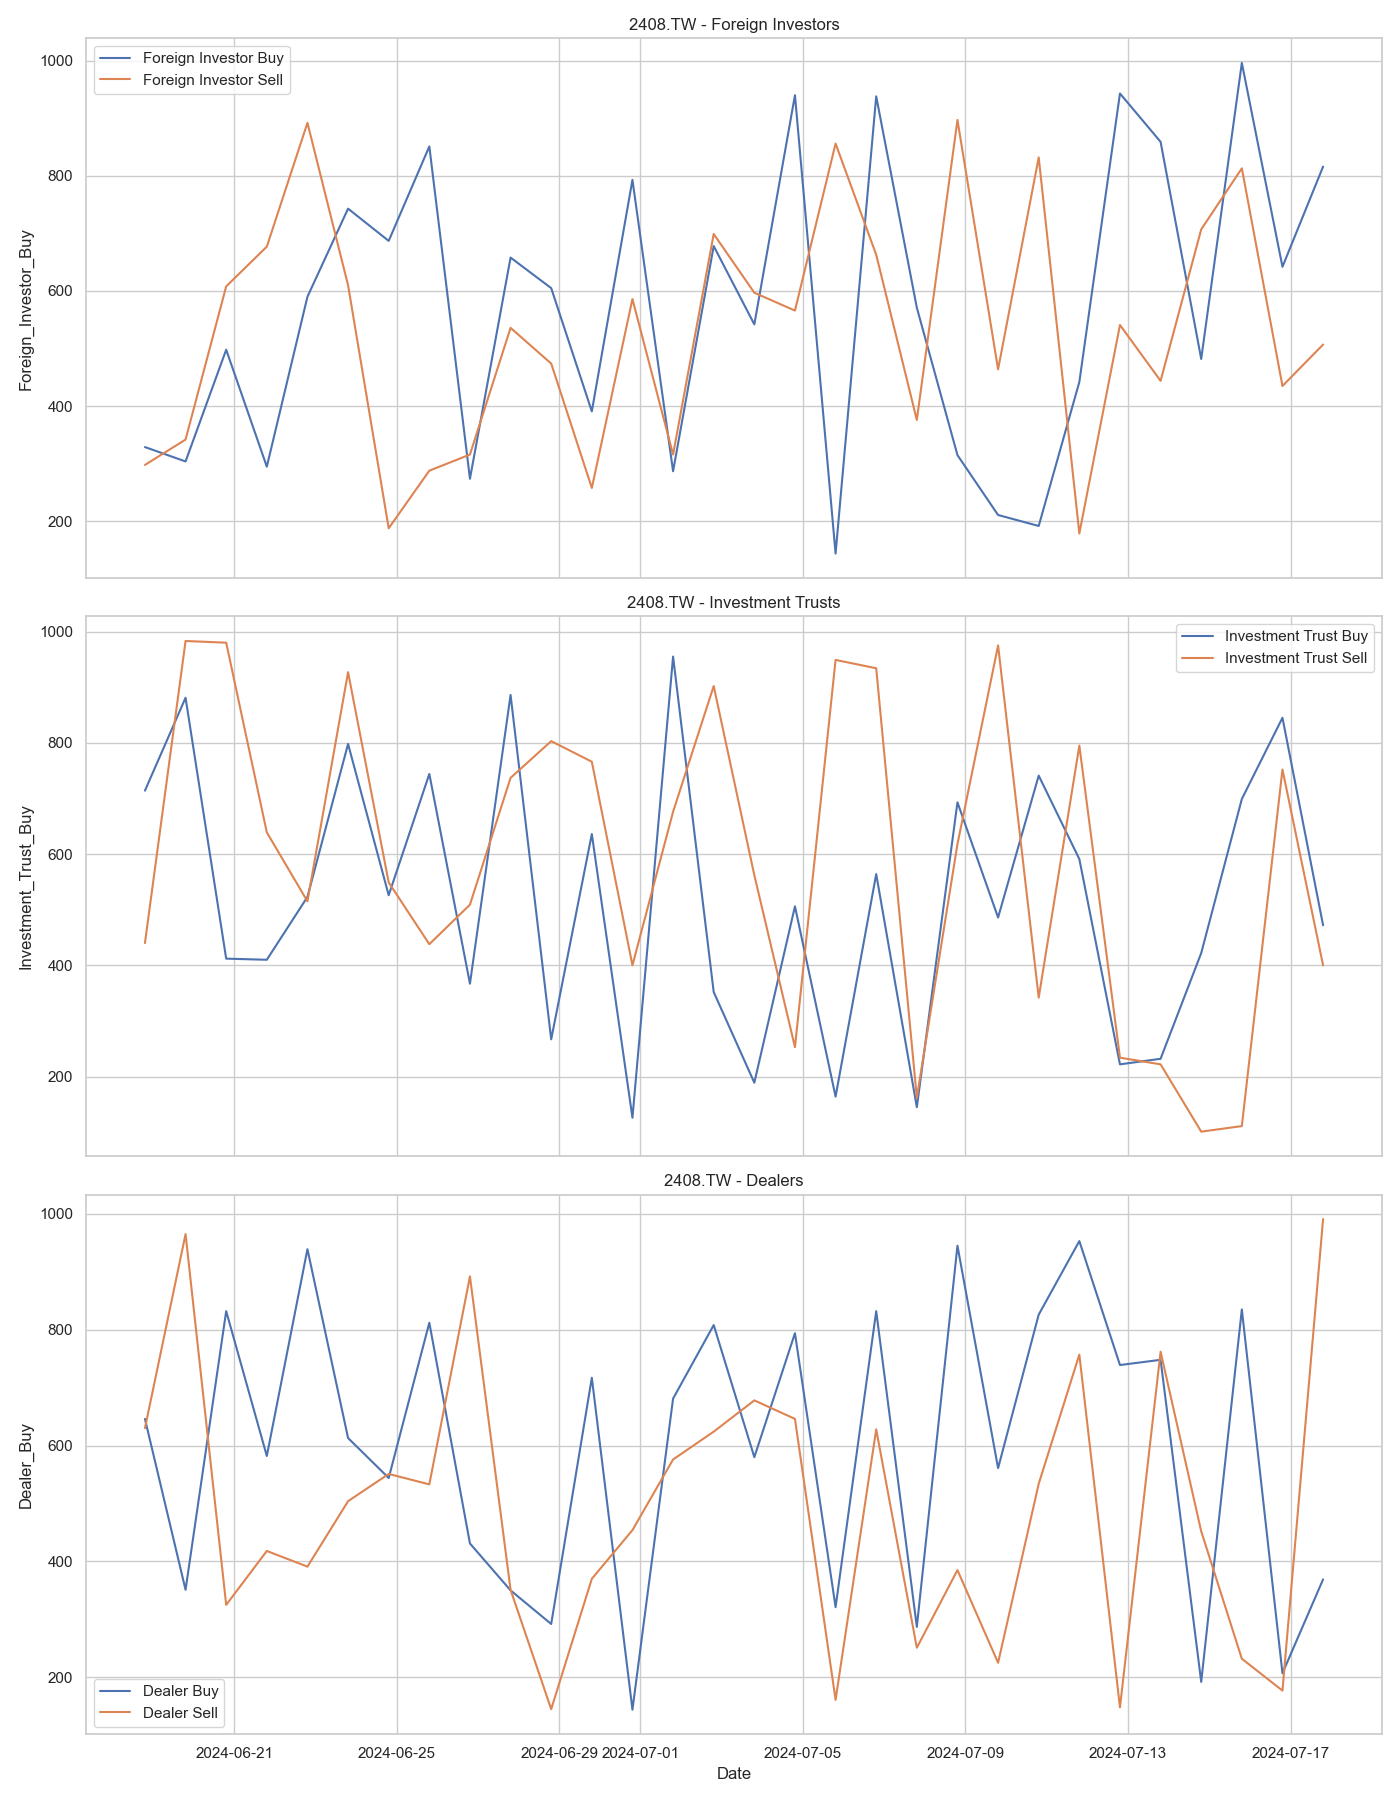 2408.TW - Foreign Investors
Foreign Investor Buy
Foreign Investor Sell
Foreign_Investor_Buy
1000
800
600
400
200
2408.TW - Investment Trusts
Investment Trust Buy
Investment Trust Sell
Investment_Trust_Buy
1000
800
600
400
200
2408.TW - Dealers
Dealer_Buy
1000
800
600
400
200
Dealer Buy
Dealer Sell
2024-06-21 2024-06-25 2024-06-29 2024-07-01 2024-07-05 2024-07-09 2024-07-13 2024-07-17
Date